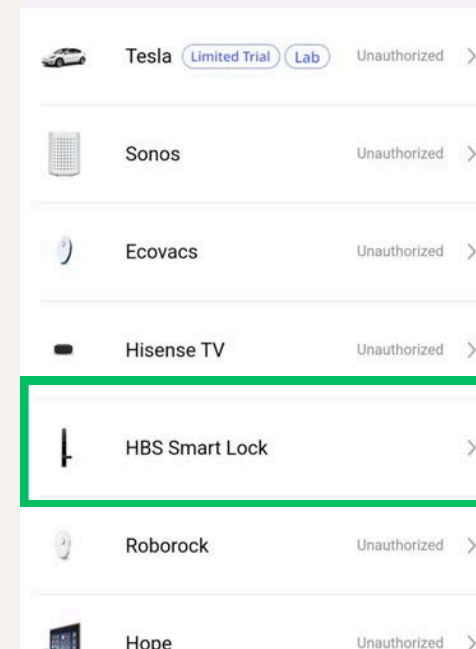 Tesla Limited Trial Lab Unauthorized
Sonos Unauthorized
Ecovacs Unauthorized
Hisense TV Unauthorized
HBS Smart Lock
Roborock Unauthorized
Hope Unauthorized